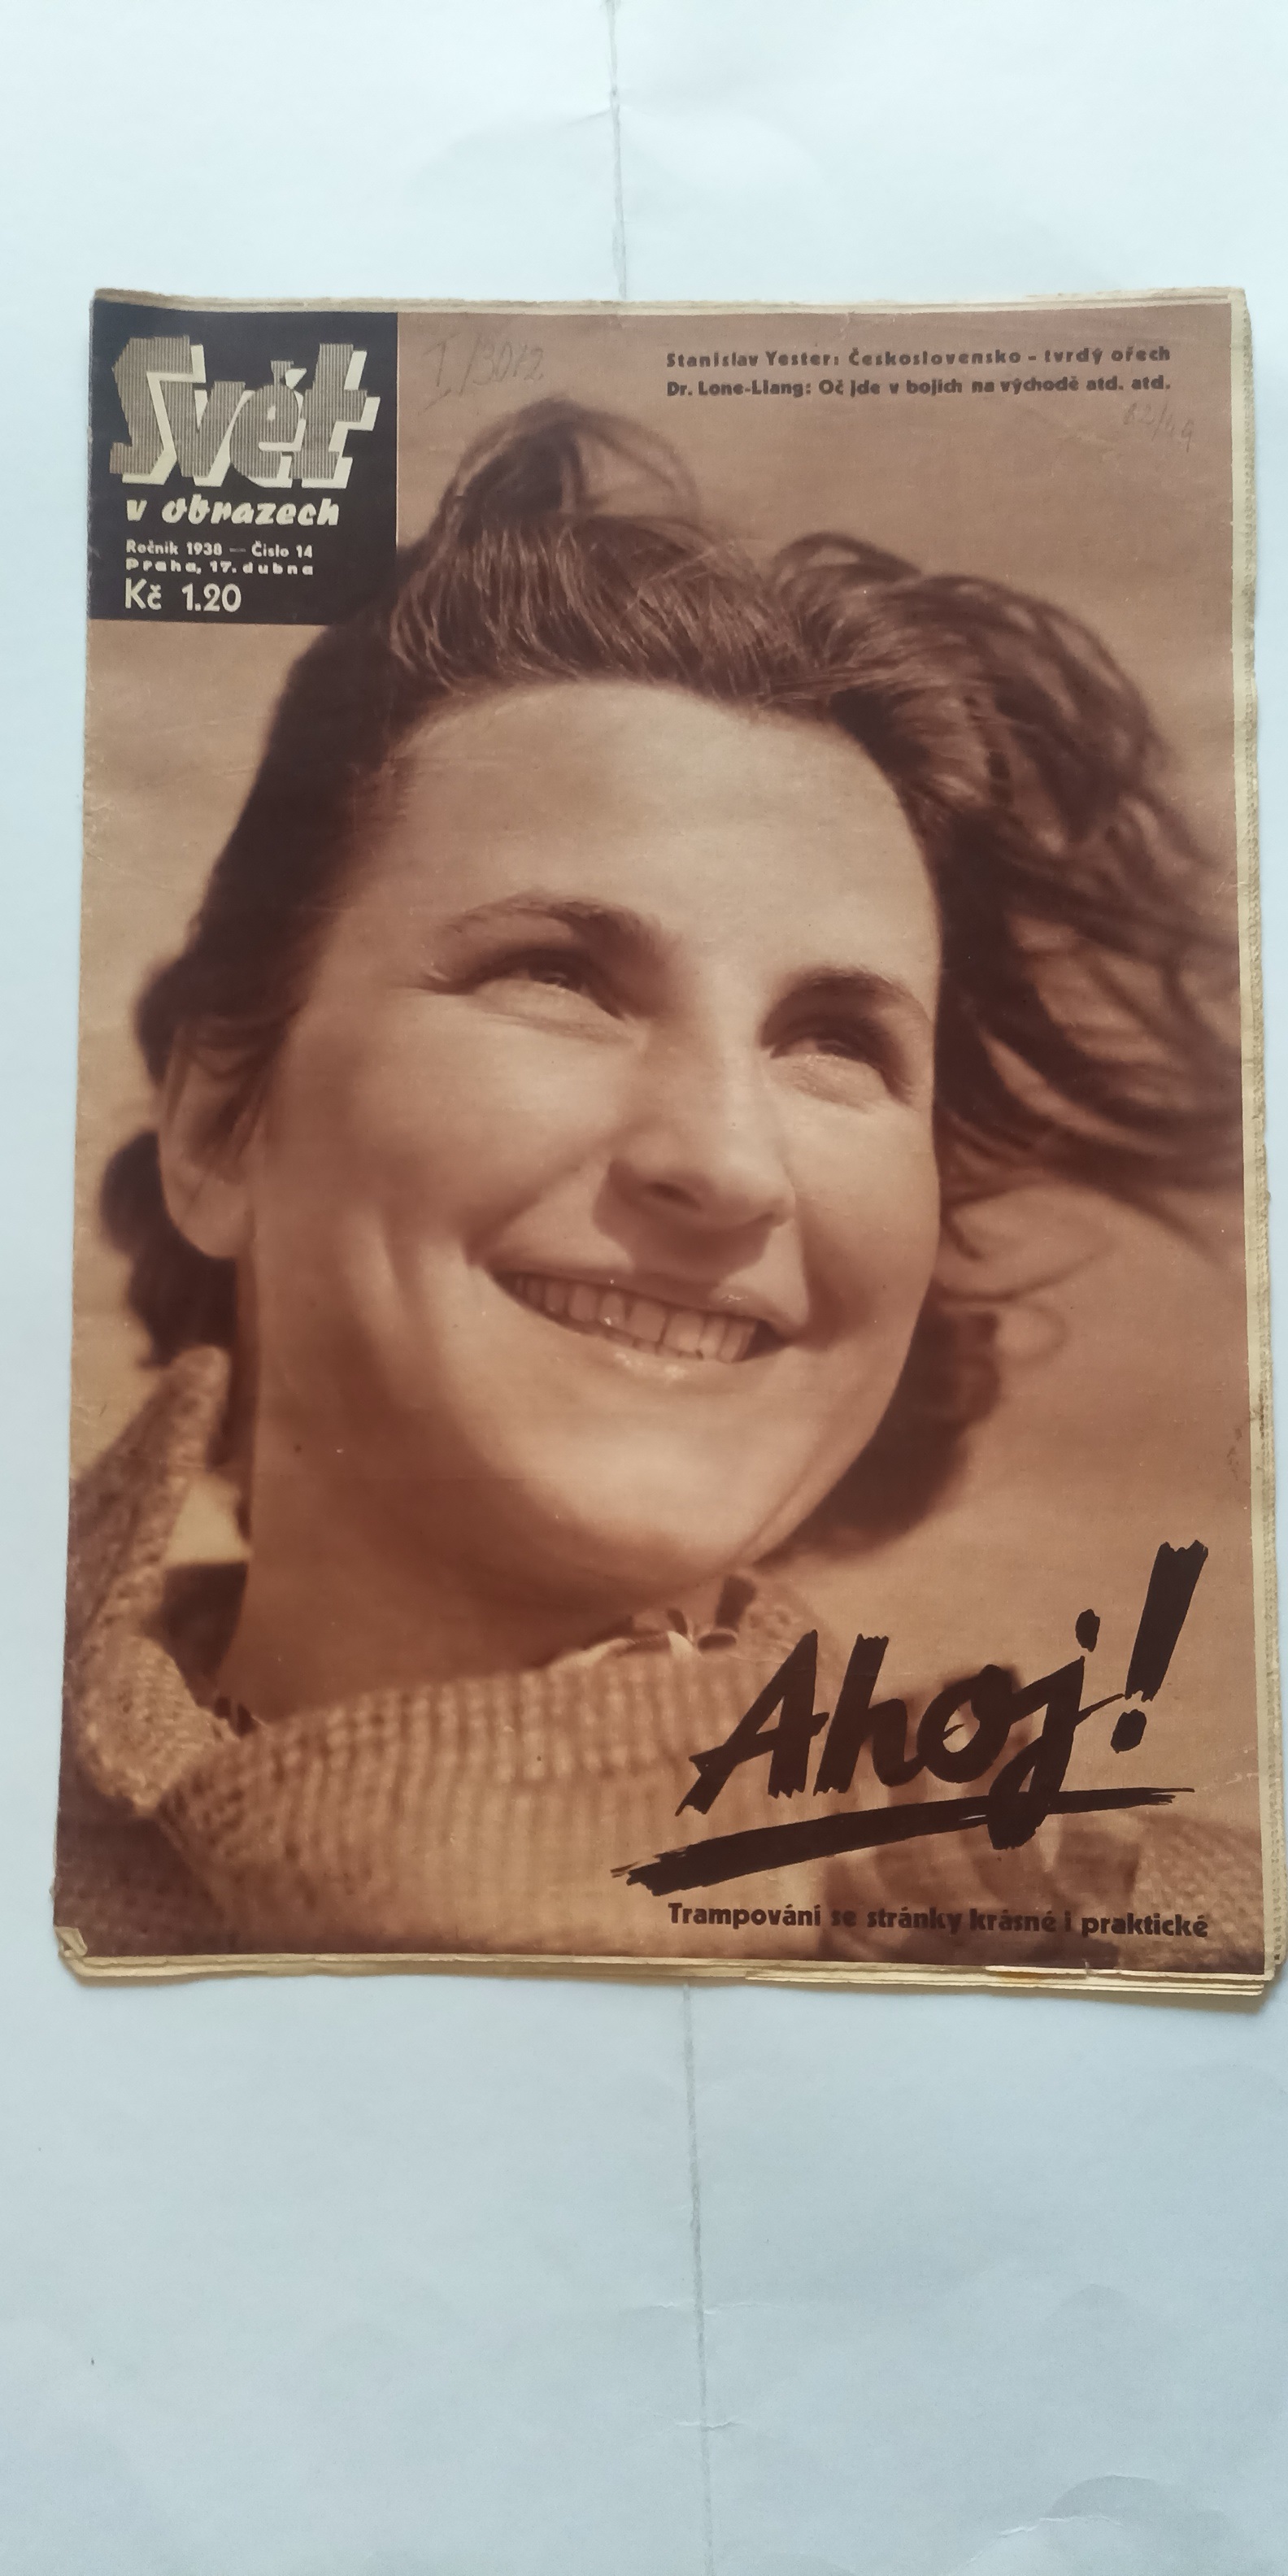 Svět
v obrazech
Ročník 1938 — Číslo 14
Praha, 17. dubna
Kč 1.20
I./3012
Stanislav Yester: Československo - tvrdý ořech
Dr. Lone-Liang: Oč jde v bojích na východě atd. atd.
Ahoj!
Trampování se stránky krásné i praktické